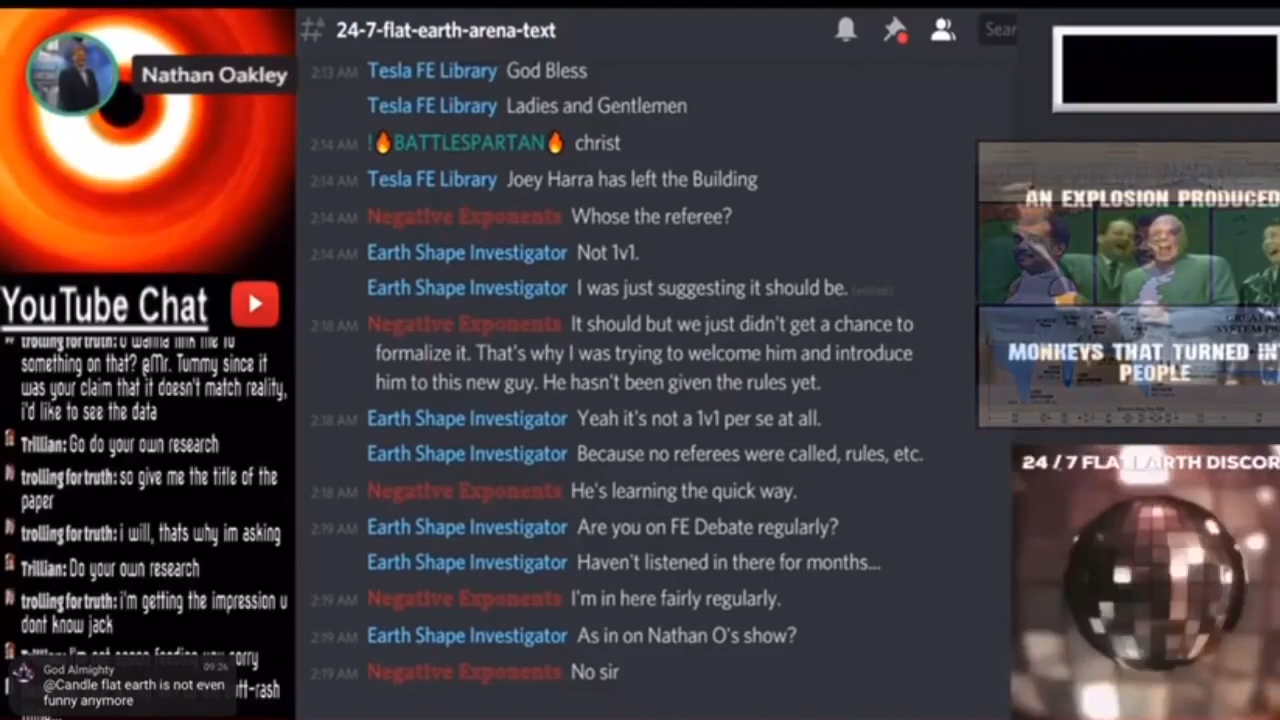 Nathan Oakley
24-7-flat-earth-arena-text
Sear
2:13 AM Tesla FE Library God Bless
Tesla FE Library Ladies and Gentlemen
2:14 AM !🔥BATTLESPARTAN🔥 christ
2:14 AM Tesla FE Library Joey Harra has left the Building
2:14 AM Negative Exponents Whose the referee?
2:14 AM Earth Shape Investigator Not 1v1.
Earth Shape Investigator I was just suggesting it should be. (edited)
2:18 AM Negative Exponents It should but we just didn't get a chance to
formalize it. That's why I was trying to welcome him and introduce
him to this new guy. He hasn't been given the rules yet.
2:18 AM Earth Shape Investigator Yeah it's not a 1v1 per se at all.
Earth Shape Investigator Because no referees were called, rules, etc.
2:18 AM Negative Exponents He's learning the quick way.
2:19 AM Earth Shape Investigator Are you on FE Debate regularly?
Earth Shape Investigator Haven't listened in there for months...
2:19 AM Negative Exponents I'm in here fairly regularly.
2:19 AM Earth Shape Investigator As in on Nathan O's show?
2:19 AM Negative Exponents No sir
YouTube Chat
trolling for truth: u wanna link me to
something on that? @Mr. Tummy since it
was your claim that it doesn't match reality,
i'd like to see the data
Trillian: Go do your own research
trolling for truth: so give me the title of the
paper
trolling for truth: i will, thats why im asking
Trillian: Do your own research
trolling for truth: i'm getting the impression u
dont know jack
God Almighty 09:26
@Candle flat earth is not even
funny anymore
AN EXPLOSION PRODUCED
MONKEYS THAT TURNED IN
PEOPLE
24 / 7 FLAT EARTH DISCOR